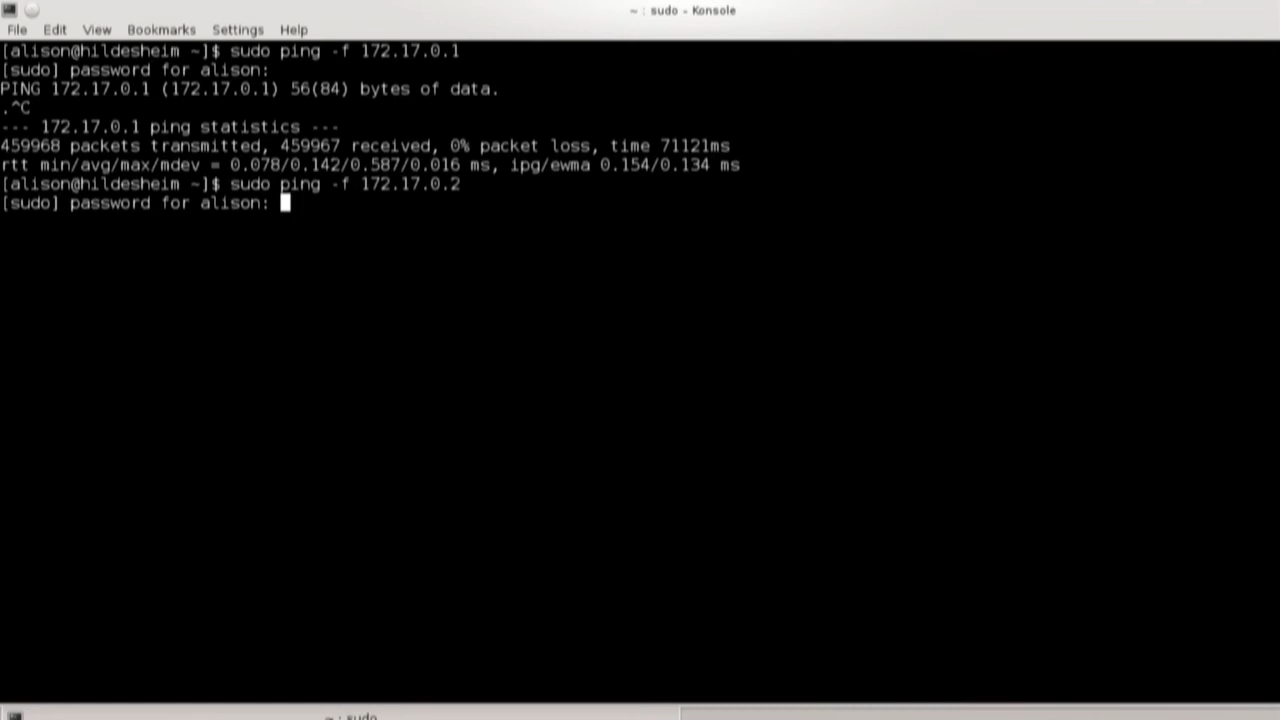 ~ : sudo - Konsole
File Edit View Bookmarks Settings Help
[alison@hildesheim ~]$ sudo ping -f 172.17.0.1
[sudo] password for alison:
PING 172.17.0.1 (172.17.0.1) 56(84) bytes of data.
.^C
--- 172.17.0.1 ping statistics ---
459968 packets transmitted, 459967 received, 0% packet loss, time 71121ms
rtt min/avg/max/mdev = 0.078/0.142/0.587/0.016 ms, ipg/ewma 0.154/0.134 ms
[alison@hildesheim ~]$ sudo ping -f 172.17.0.2
[sudo] password for alison:
~ : sudo